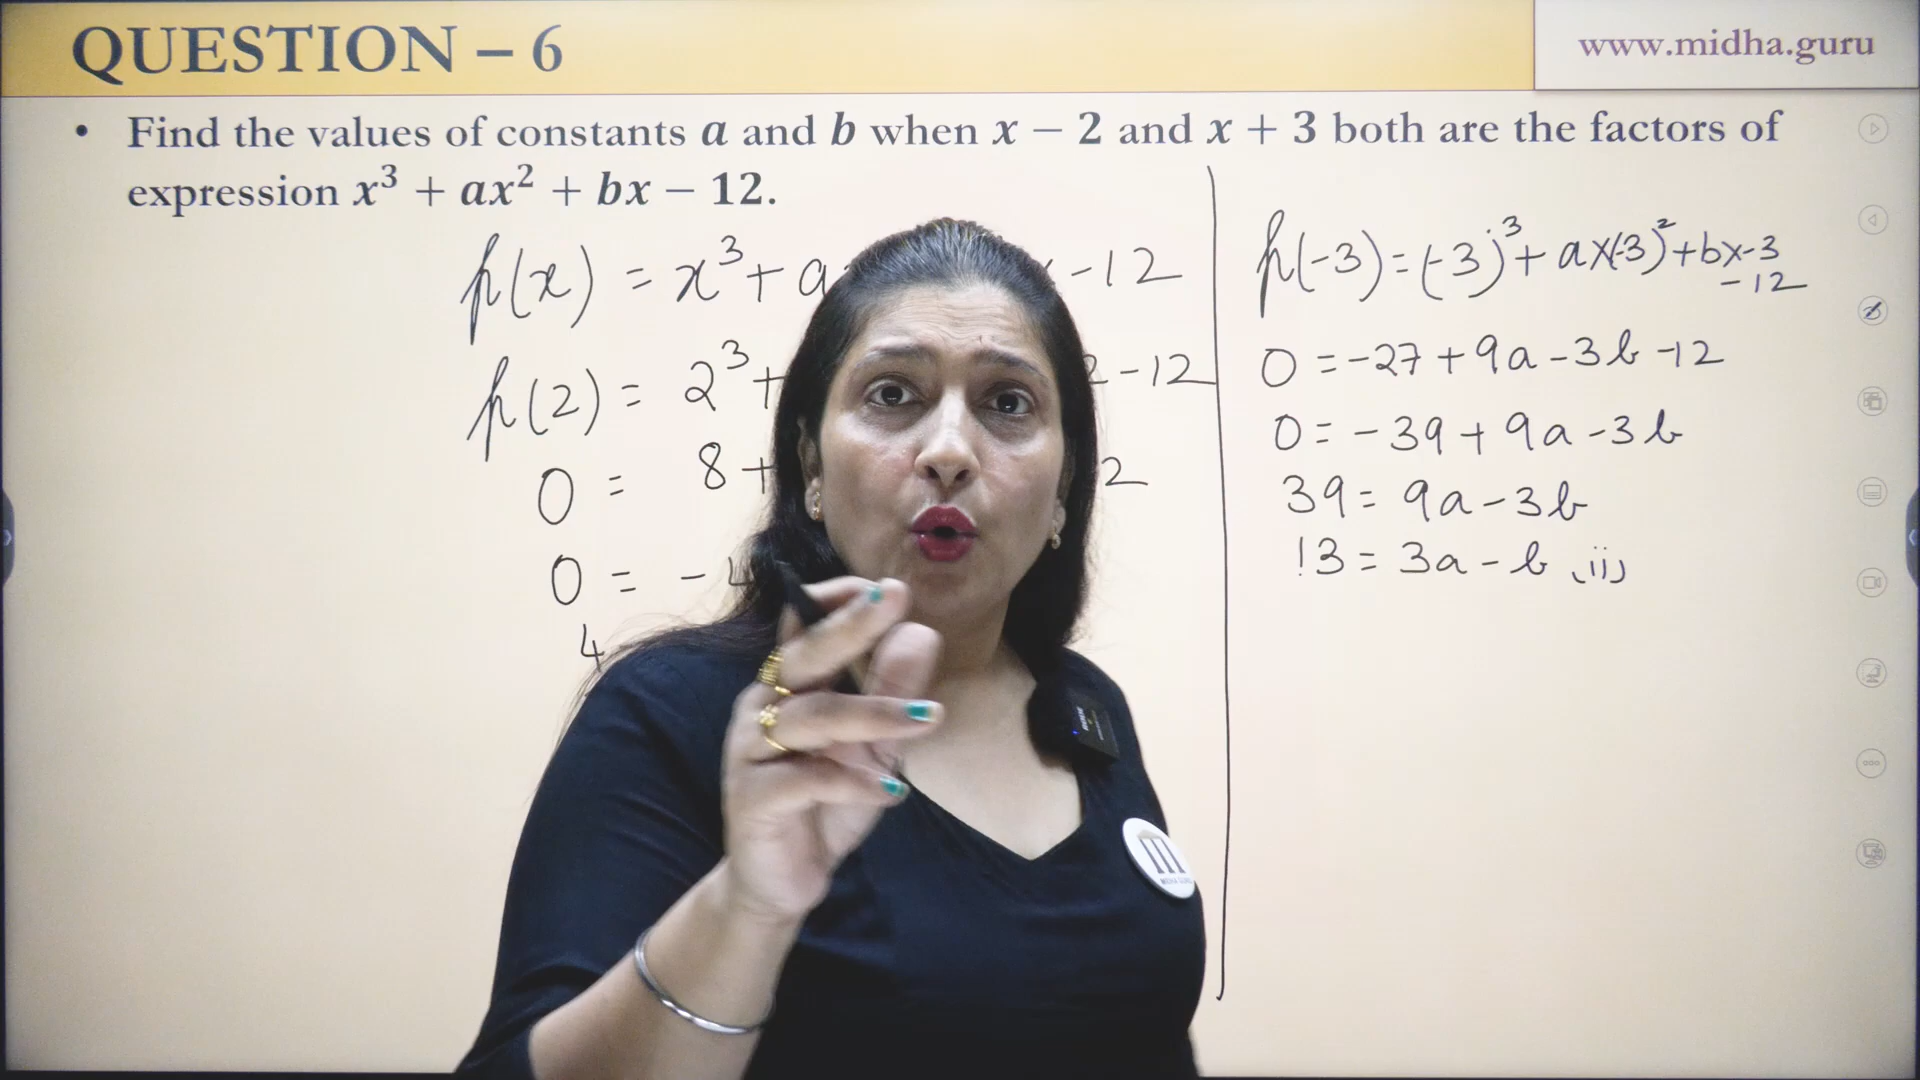 QUESTION – 6
www.midha.guru
• Find the values of constants a and b when x − 2 and x + 3 both are the factors of
expression x³ + ax² + bx − 12.
p(x) = x³ + a -12
p(2) = 2³ + 2 -12
0 = 8 + 2
0 = -4
4
p(-3) = (-3)³ + a×(-3)² + b×-3
-12
0 = -27 + 9a - 3b -12
0 = -39 + 9a - 3b
39 = 9a - 3b
13 = 3a - b (ii)